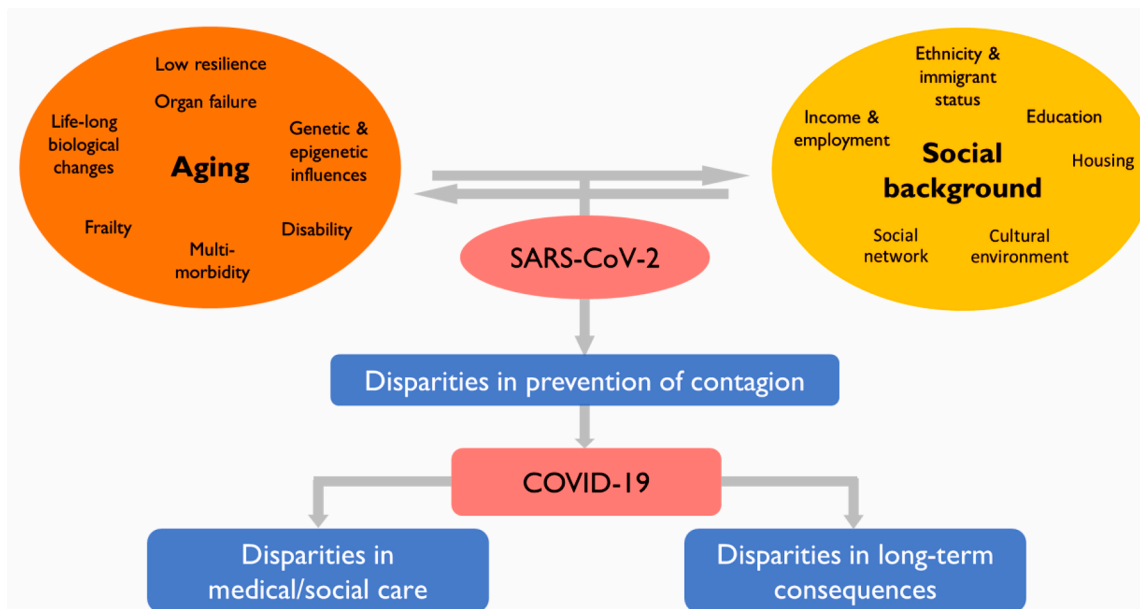 Low resilience
Organ failure
Life-long
biological
changes
Genetic &
epigenetic
influences
Aging
Frailty
Multi-
morbidity
Disability
Ethnicity &
immigrant
status
Income &
employment
Education
Social
background
Housing
Social
network
Cultural
environment
SARS-CoV-2
Disparities in prevention of contagion
COVID-19
Disparities in
medical/social care
Disparities in long-term
consequences